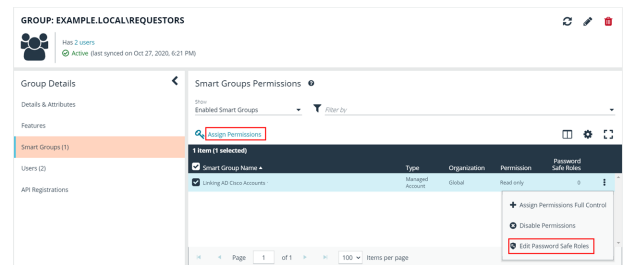 GROUP: EXAMPLE.LOCAL\REQUESTORS
Has 2 users
Active (last synced on Oct 27, 2020, 6:21 PM)
Group Details
Details & Attributes
Features
Smart Groups (1)
Users (2)
API Registrations
Smart Groups Permissions
Show
Enabled Smart Groups
Filter by
Assign Permissions
1 item (1 selected)
Smart Group Name Type Organization Permission Password Safe Roles
Linking AD Cisco Accounts Managed Account Global Read only 0
Assign Permissions Full Control
Disable Permissions
Edit Password Safe Roles
Page 1 of 1 100 Items per page